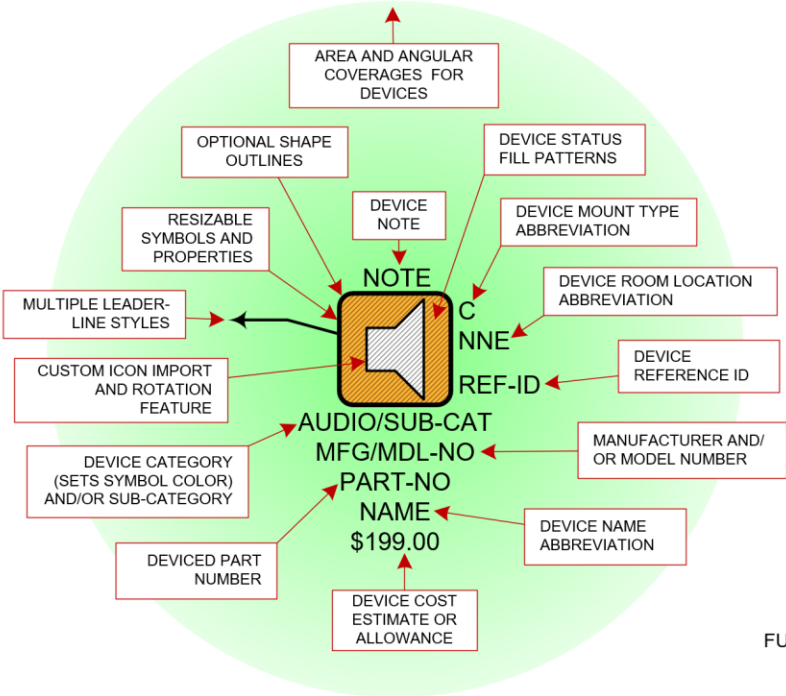 AREA AND ANGULAR
COVERAGES FOR
DEVICES
OPTIONAL SHAPE
OUTLINES
DEVICE STATUS
FILL PATTERNS
DEVICE
NOTE
DEVICE MOUNT TYPE
ABBREVIATION
RESIZABLE
SYMBOLS AND
PROPERTIES
NOTE
DEVICE ROOM LOCATION
ABBREVIATION
MULTIPLE LEADER-
LINE STYLES
C
NNE
CUSTOM ICON IMPORT
AND ROTATION
FEATURE
REF-ID
DEVICE
REFERENCE ID
AUDIO/SUB-CAT
MFG/MDL-NO
PART-NO
NAME
$199.00
DEVICE CATEGORY
(SETS SYMBOL COLOR)
AND/OR SUB-CATEGORY
MANUFACTURER AND/
OR MODEL NUMBER
DEVICED PART
NUMBER
DEVICE NAME
ABBREVIATION
DEVICE COST
ESTIMATE OR
ALLOWANCE
FU